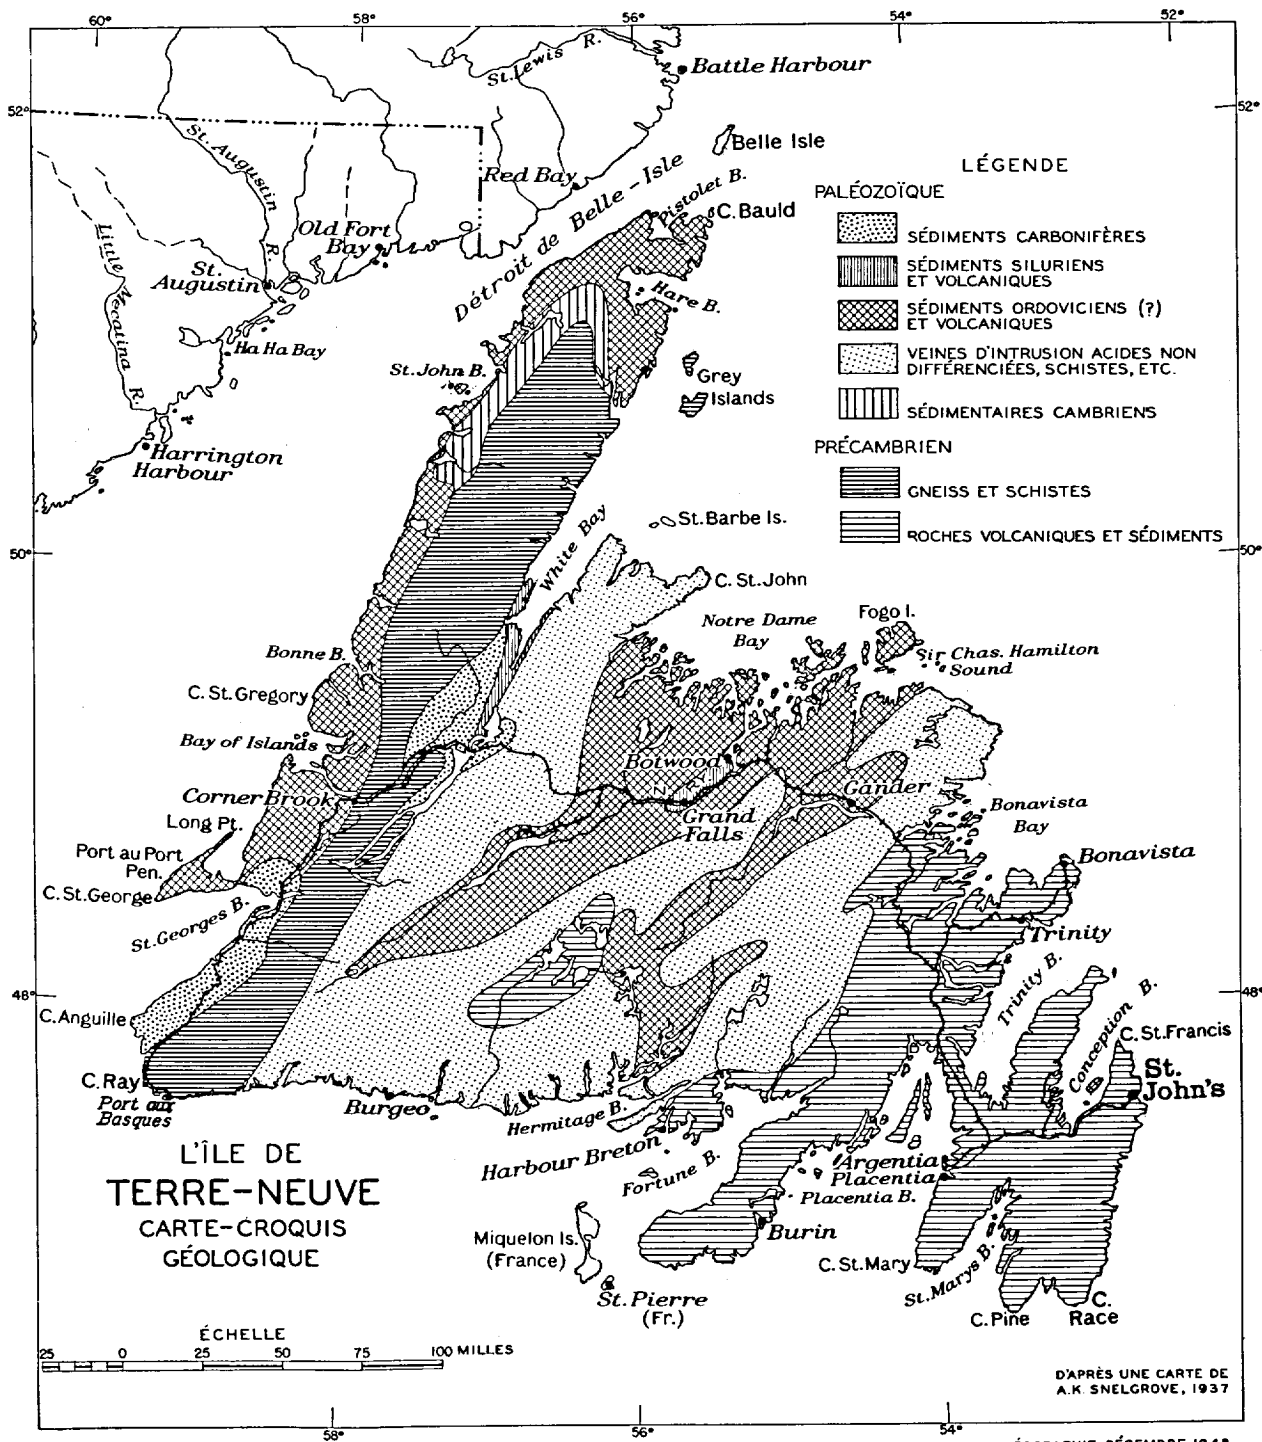 60°
58°
56°
54°
52°
St. Lewis R.
Battle Harbour
52°
52°
St. Augustin R.
Belle Isle
Red Bay
Détroit de Belle-Isle
Pistolet B.
C. Bauld
Old Fort
Bay
Little Mecatina R.
St.
Augustin
Hare B.
Ha Ha Bay
St. John B.
Grey
Islands
Harrington
Harbour
LÉGENDE
PALÉOZOÏQUE
SÉDIMENTS CARBONIFÈRES
SÉDIMENTS SILURIENS
ET VOLCANIQUES
SÉDIMENTS ORDOVICIENS (?)
ET VOLCANIQUES
VEINES D'INTRUSION ACIDES NON
DIFFÉRENCIÉES, SCHISTES, ETC.
SÉDIMENTAIRES CAMBRIENS
PRÉCAMBRIEN
GNEISS ET SCHISTES
ROCHES VOLCANIQUES ET SÉDIMENTS
St. Barbe Is.
50°
50°
White Bay
C. St. John
Notre Dame
Bay
Fogo I.
Sir Chas. Hamilton
Sound
Bonne B.
C. St. Gregory
Bay of Islands
Botwood
Corner Brook
Gander
Grand
Falls
Bonavista
Bay
Long Pt.
Port au Port
Pen.
Bonavista
C. St. George
St. Georges B.
Trinity
Trinity B.
48°
48°
C. Anguille
Conception B.
C. St. Francis
C. Ray
Port aux
Basques
St.
John's
Burgeo
Hermitage B.
Harbour Breton
Fortune B.
Argentia
Placentia
Placentia B.
L'ÎLE DE
TERRE-NEUVE
CARTE-CROQUIS
GÉOLOGIQUE
Miquelon Is.
(France)
Burin
C. St. Mary
St. Marys B.
St. Pierre
(Fr.)
C. Pine
C.
Race
ÉCHELLE
25 0 25 50 75 100 MILLES
D'APRÈS UNE CARTE DE
A.K. SNELGROVE, 1937
58°
56°
54°